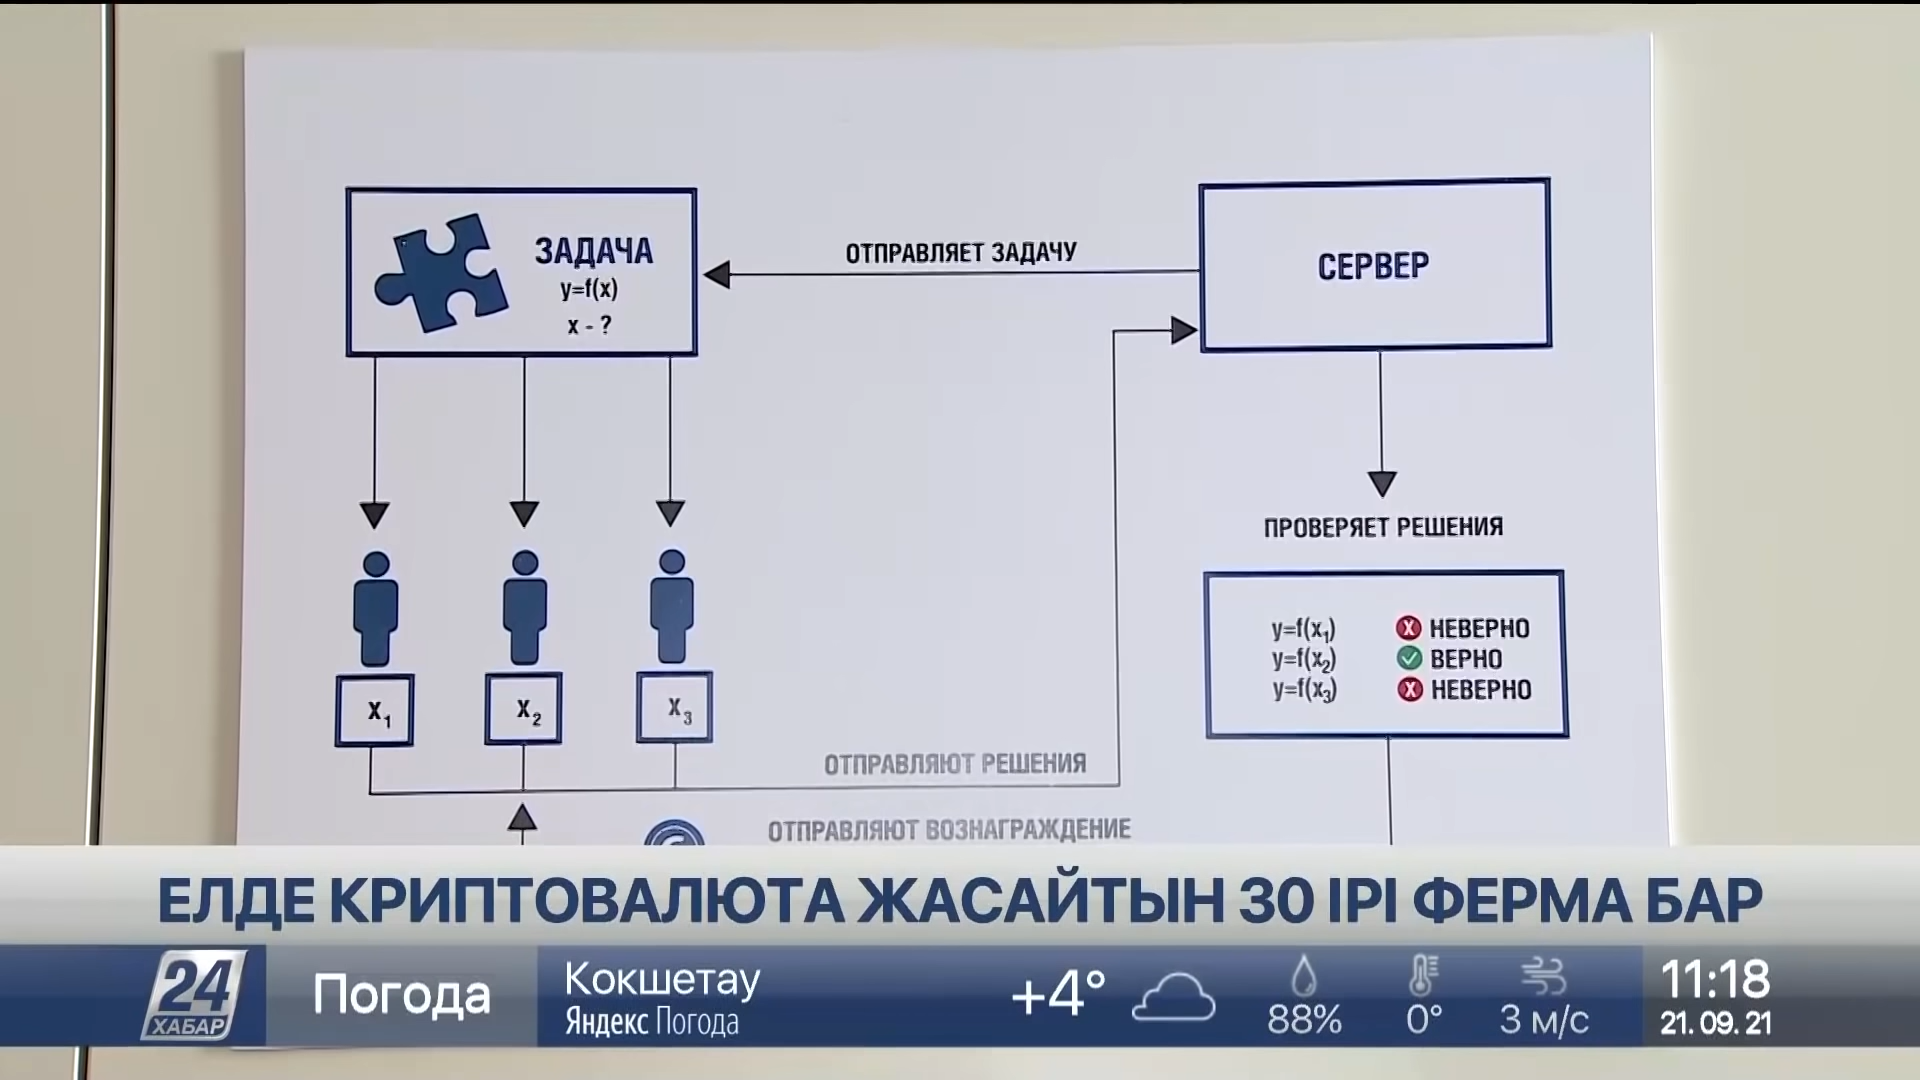 ЗАДАЧА
y=f(x)
x - ?
ОТПРАВЛЯЕТ ЗАДАЧУ
СЕРВЕР
ПРОВЕРЯЕТ РЕШЕНИЯ
y=f(x₁) НЕВЕРНО
y=f(x₂) ВЕРНО
y=f(x₃) НЕВЕРНО
X₁ X₂ X₃
ОТПРАВЛЯЮТ РЕШЕНИЯ
ОТПРАВЛЯЮТ ВОЗНАГРАЖДЕНИЕ
ЕЛДЕ КРИПТОВАЛЮТА ЖАСАЙТЫН 30 ІРІ ФЕРМА БАР
24
ХАБАР
Погода
Кокшетау
Яндекс Погода
+4°
88%
0°
3 м/с
11:18
21. 09. 21